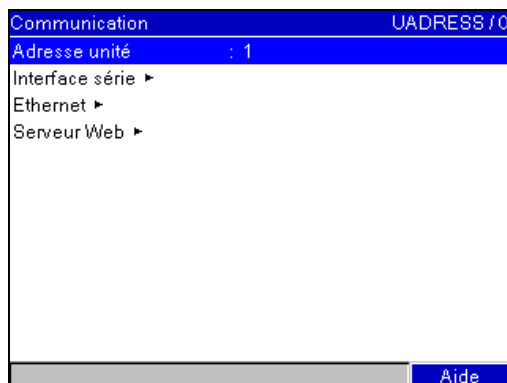 Communication UADRESS / 0
Adresse unité : 1
Interface série ►
Ethernet ►
Serveur Web ►
Aide